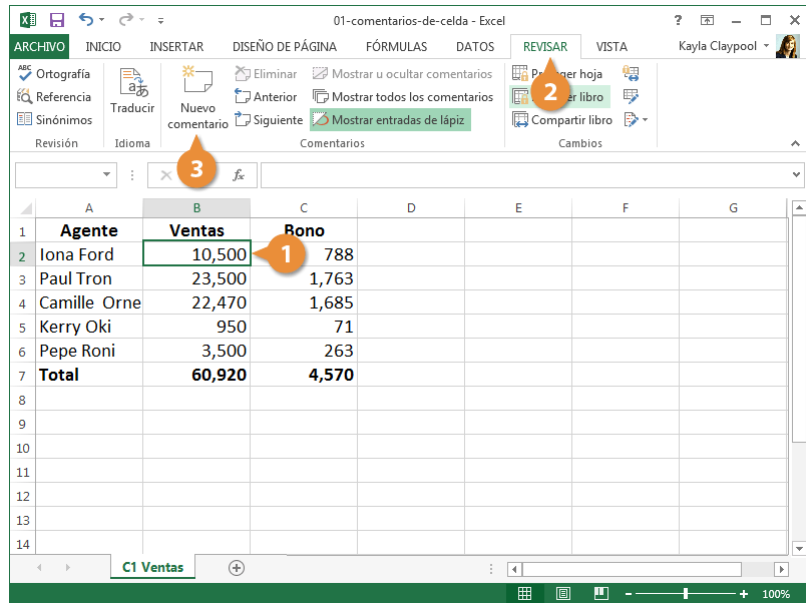 01-comentarios-de-celda - Excel
ARCHIVO INICIO INSERTAR DISEÑO DE PÁGINA FÓRMULAS DATOS REVISAR VISTA Kayla Claypool
ABC Ortografía
Referencia
Sinónimos
Revisión
Traducir
Idioma
Nuevo comentario
Eliminar
Anterior
Siguiente
Mostrar u ocultar comentarios
Mostrar todos los comentarios
Mostrar entradas de lápiz
Comentarios
hoja
libro
Compartir libro
Cambios
2
3
fx
A B C D E F G
1 Agente Ventas Bono
2 Iona Ford 10,500 1 788
3 Paul Tron 23,500 1,763
4 Camille Orne 22,470 1,685
5 Kerry Oki 950 71
6 Pepe Roni 3,500 263
7 Total 60,920 4,570
8
9
10
11
12
13
14
C1 Ventas
100%